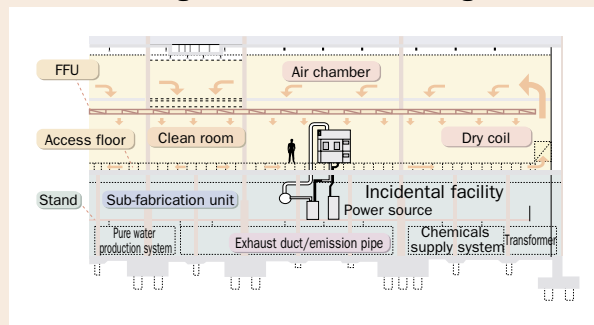 FFU
Air chamber
Access floor
Clean room
Dry coil
Stand
Sub-fabrication unit
Incidental facility
Power source
Pure water
production system
Exhaust duct/emission pipe
Chemicals
supply system
Transformer